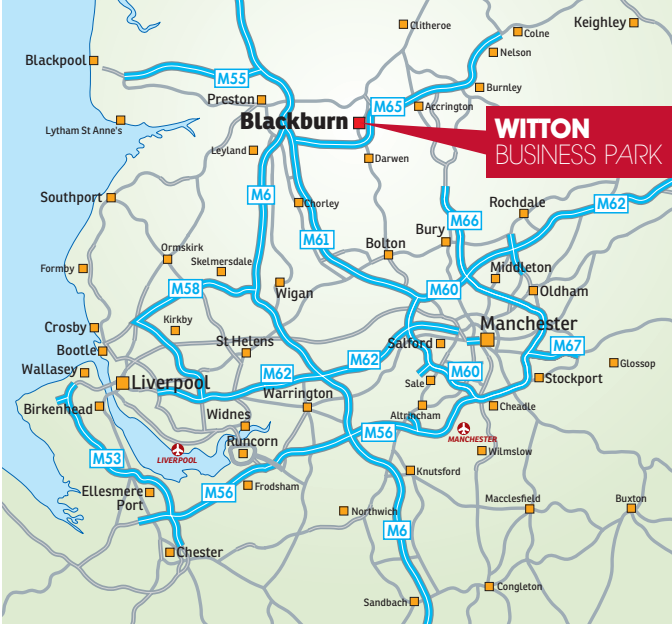 Clitheroe
Keighley
Colne
Nelson
Blackpool
M55
Burnley
Preston
M65
Accrington
Blackburn
WITTON
BUSINESS PARK
Lytham St Anne's
Leyland
Darwen
Southport
M6
Chorley
M66
Rochdale
M62
M61
Bury
Bolton
Ormskirk
Skelmersdale
Formby
Middleton
M58
Wigan
M60
Oldham
Crosby
Kirkby
Manchester
Bootle
St Helens
Salford
M67
Wallasey
M62
M62
M60
Glossop
Liverpool
Sale
Stockport
Warrington
Birkenhead
Altrincham
Cheadle
Widnes
M56
Runcorn
MANCHESTER
LIVERPOOL
Wilmslow
M53
Knutsford
Ellesmere
Port
M56
Frodsham
Macclesfield
Buxton
Northwich
M6
Chester
Congleton
Sandbach